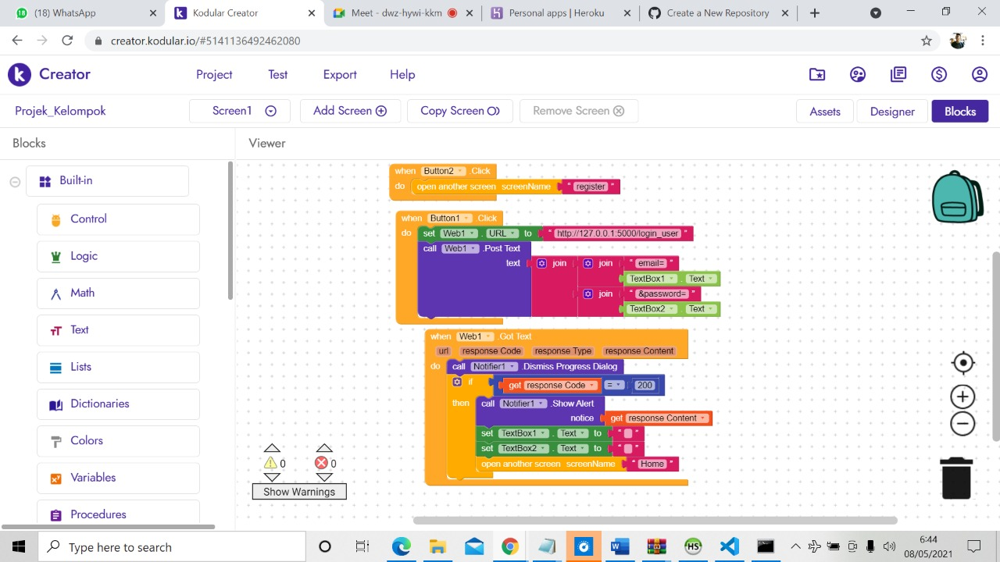 18 WhatsApp
Kodular Creator
Meet - dwz-hywi-kkm
Personal apps | Heroku
Create a New Repository
creator.kodular.io/#5141136492462080
k Creator Project Test Export Help
Projek_Kelompok Screen1 Add Screen Copy Screen Remove Screen Assets Designer Blocks
Blocks Viewer
Built-in
Control
Logic
Math
Text
Lists
Dictionaries
Colors
Variables
Procedures
when Button2 .Click
do open another screen screenName " register "
when Button1 .Click
do set Web1 . URL to " http://127.0.0.1:5000/login_user "
call Web1 .Post Text
text join join " email= "
TextBox1 . Text
join " &password= "
TextBox2 . Text
when Web1 .Got Text
url response Code response Type response Content
do call Notifier1 .Dismiss Progress Dialog
if get response Code = 200
then call Notifier1 .Show Alert
notice get response Content
set TextBox1 . Text to " "
set TextBox2 . Text to " "
open another screen screenName " Home "
0 0
Show Warnings
Type here to search
HS
6:44
08/05/2021